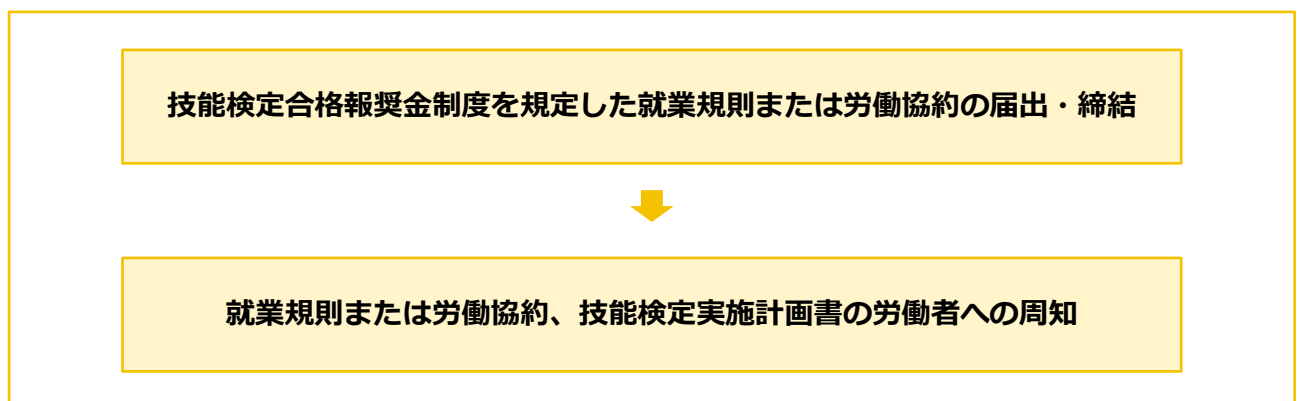 技能検定合格報奨金制度を規定した就業規則または労働協約の届出・締結
就業規則または労働協約、技能検定実施計画書の労働者への周知